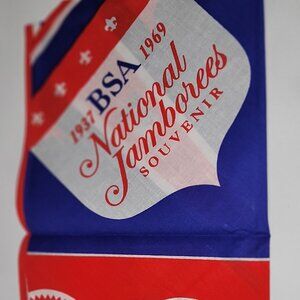 1937 BSA 1969
National
Jamborees
SOUVENIR